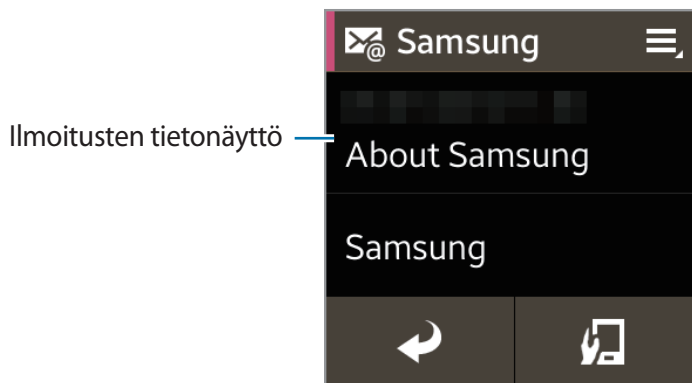 Samsung
Ilmoitusten tietonäyttö
About Samsung
Samsung